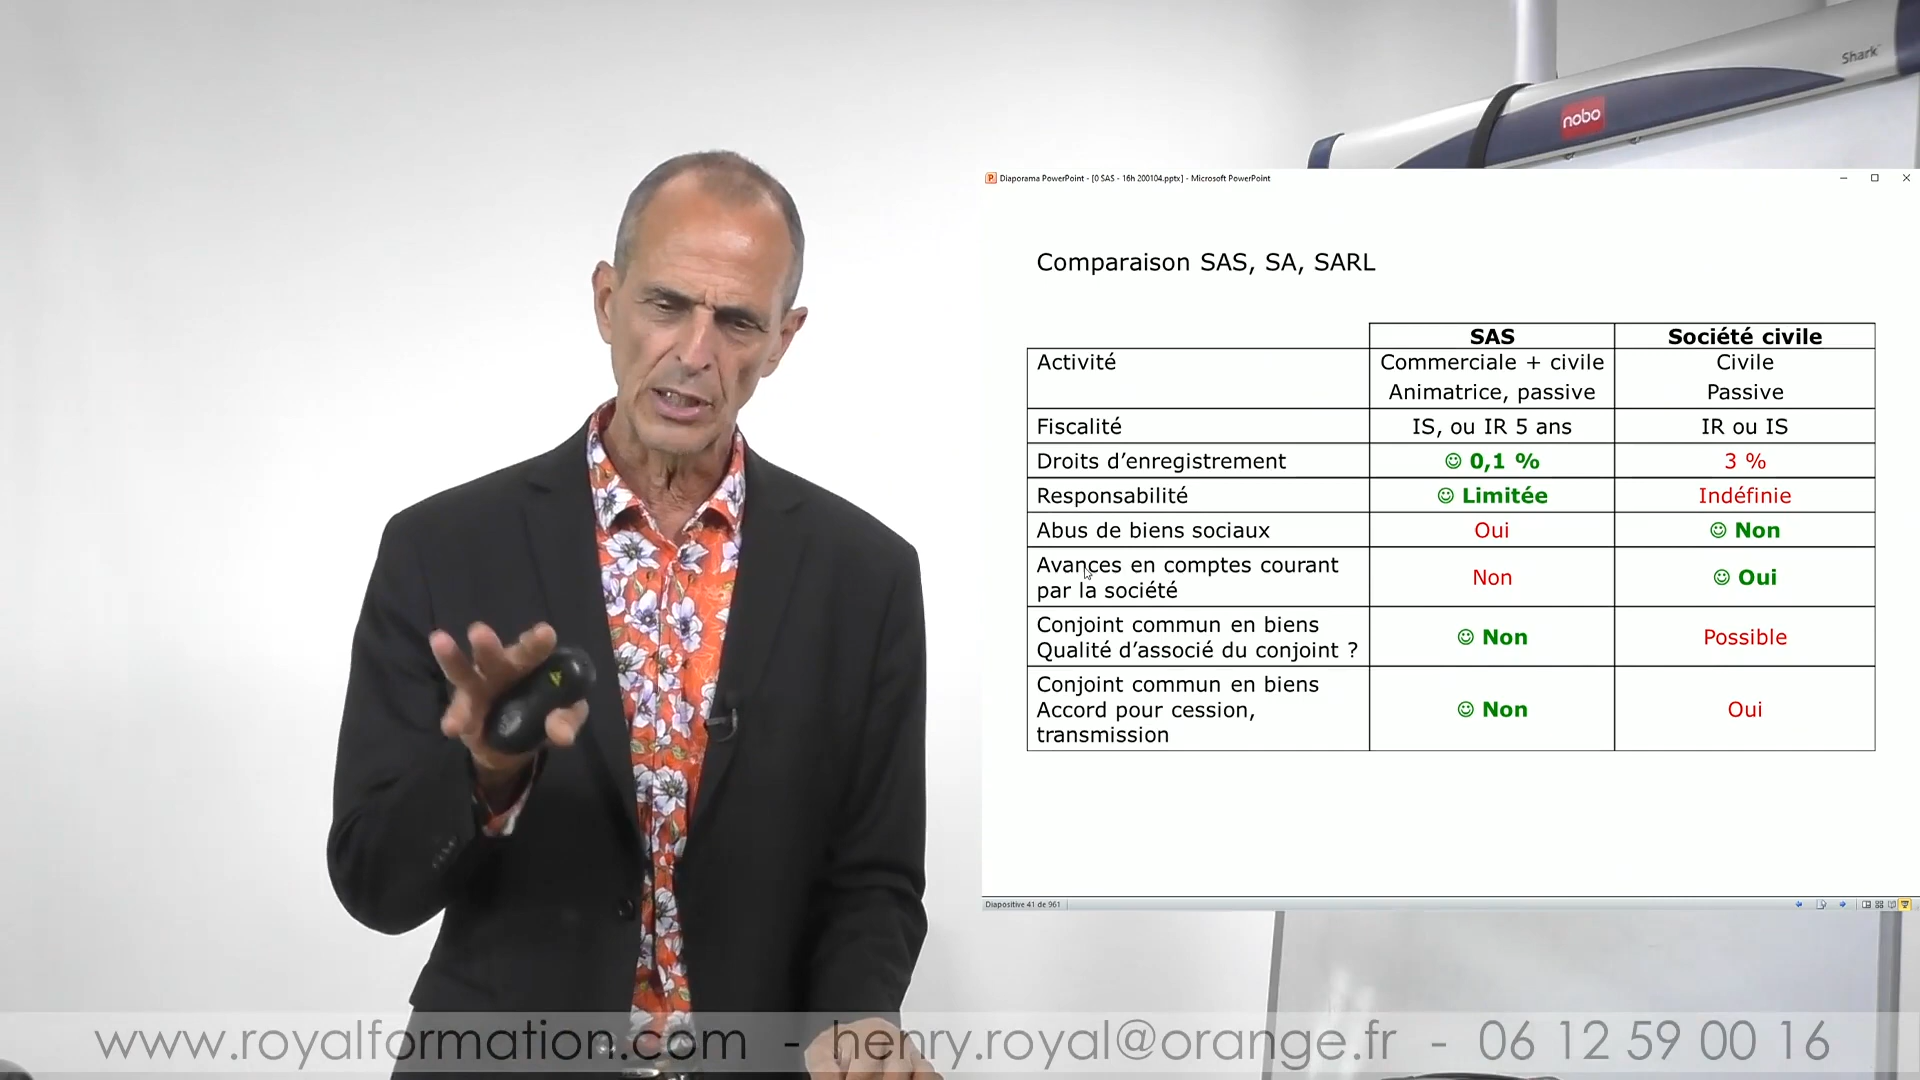 Shark
nobo
Diaporama PowerPoint - [0 SAS - 16h 200104.pptx] - Microsoft PowerPoint
Comparaison SAS, SA, SARL
SAS Société civile
Activité Commerciale + civile Civile
Animatrice, passive Passive
Fiscalité IS, ou IR 5 ans IR ou IS
Droits d’enregistrement ☺ 0,1 % 3 %
Responsabilité ☺ Limitée Indéfinie
Abus de biens sociaux Oui ☺ Non
Avances en comptes courant
par la société Non ☺ Oui
Conjoint commun en biens
Qualité d’associé du conjoint ? ☺ Non Possible
Conjoint commun en biens
Accord pour cession, ☺ Non Oui
transmission
Diapositive 41 de 961
www.royalformation.com - henry.royal@orange.fr - 06 12 59 00 16